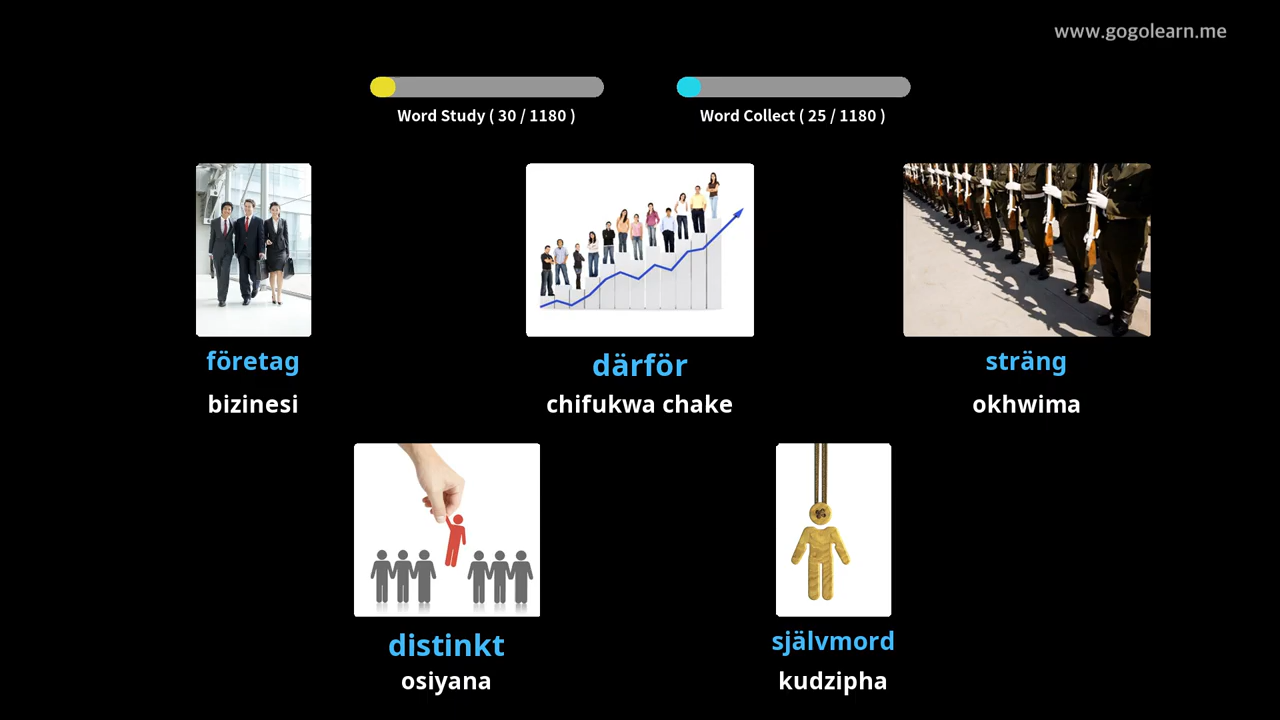 www.gogolearn.me
Word Study ( 30 / 1180 )
Word Collect ( 25 / 1180 )
företag
därför
sträng
bizinesi
chifukwa chake
okhwima
distinkt
självmord
osiyana
kudzipha